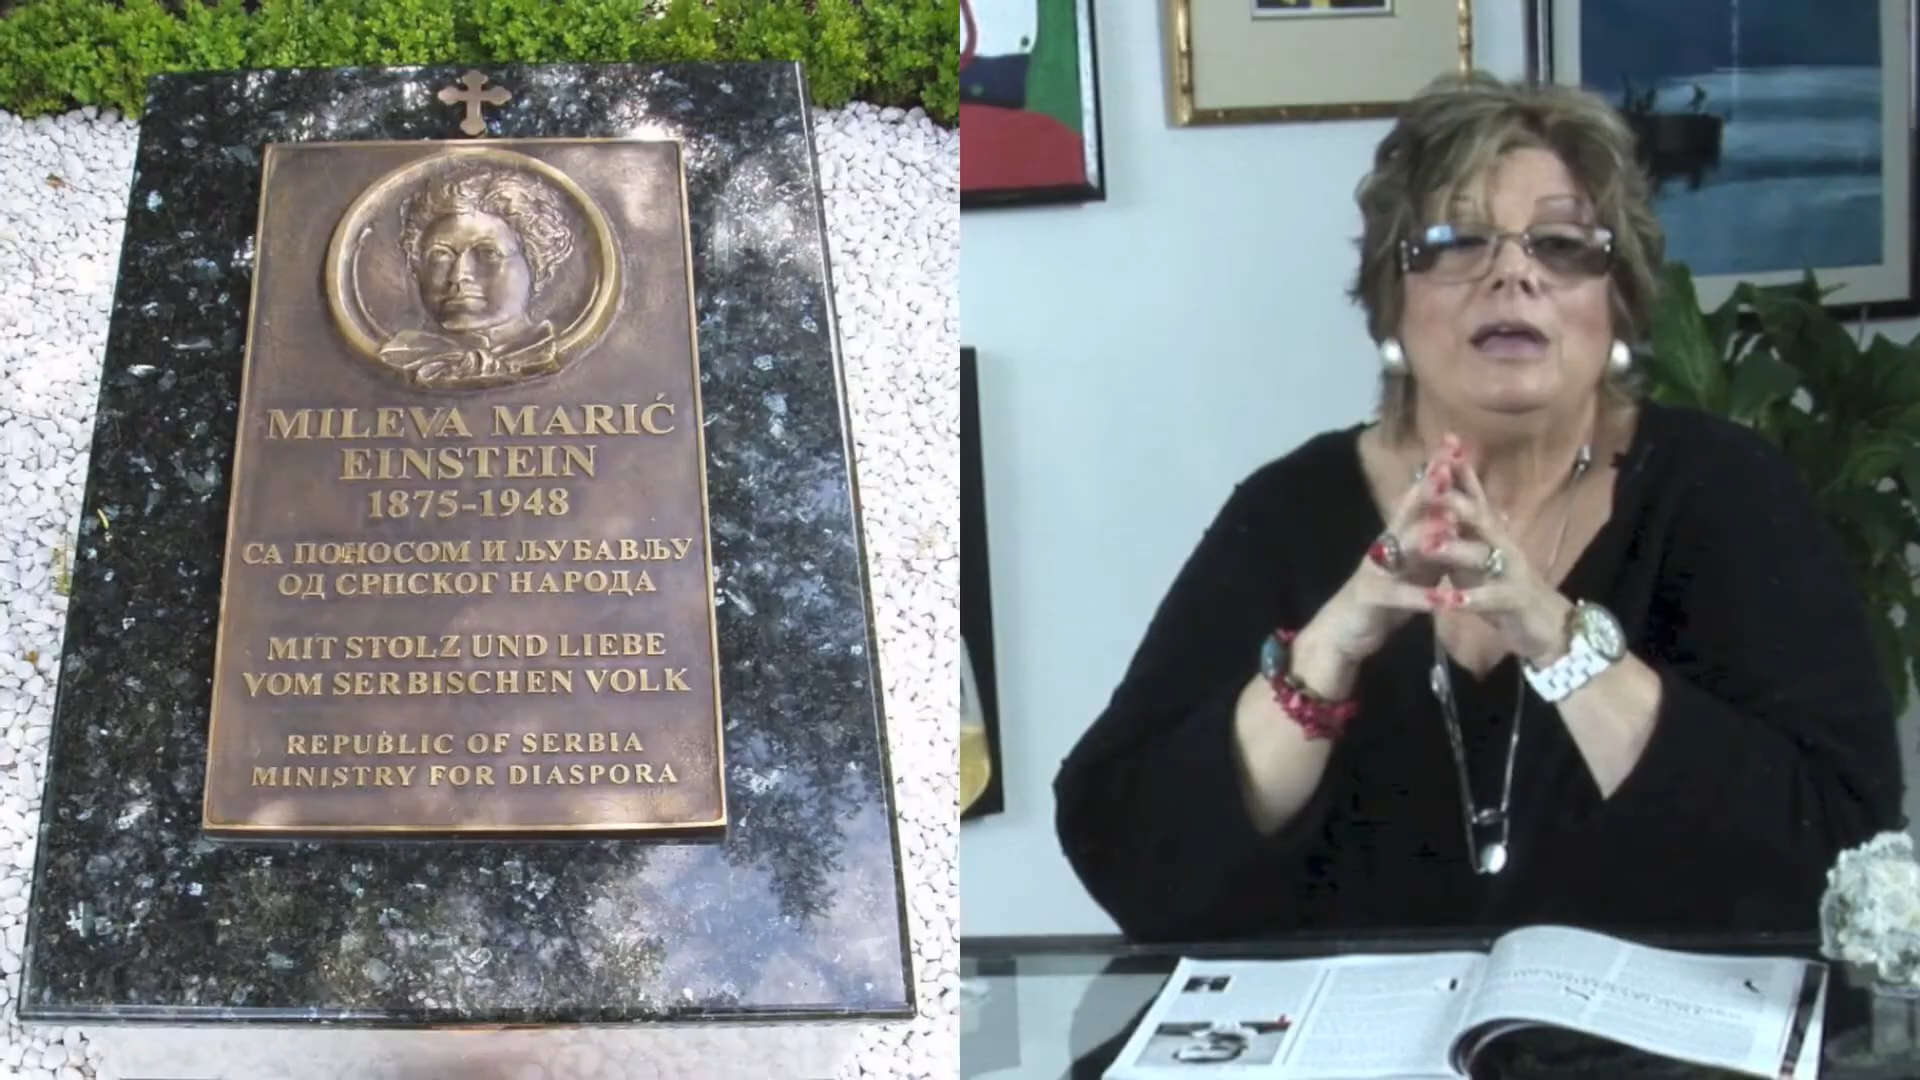 MILEVA MARIĆ
EINSTEIN
1875-1948
СА ПОНОСОМ И ЉУБАВЉУ
ОД СРПСКОГ НАРОДА
MIT STOLZ UND LIEBE
VOM SERBISCHEN VOLK
REPUBLIC OF SERBIA
MINISTRY FOR DIASPORA